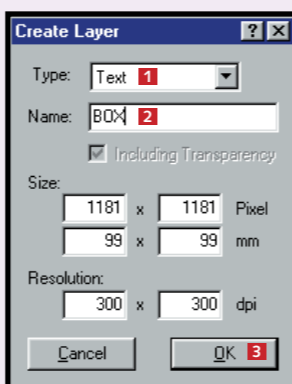 Create Layer ? ×
Type: Text 1
Name: BOX 2
Including Transparency
Size:
1181 x 1181 Pixel
99 x 99 mm
Resolution:
300 x 300 dpi
Cancel OK 3